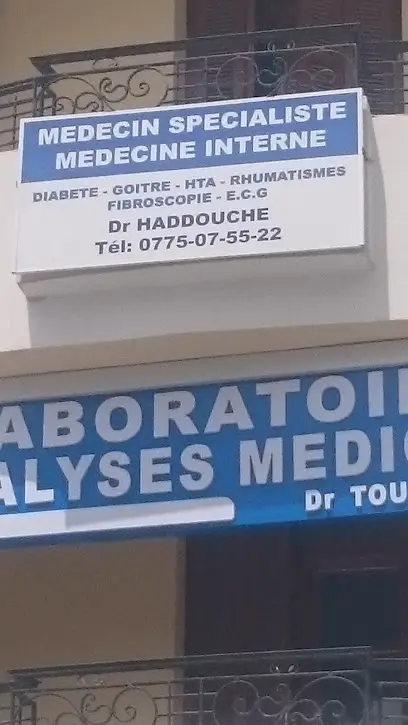 MEDECIN SPECIALISTE
MEDECINE INTERNE
DIABETE - GOITRE - HTA - RHUMATISMES
FIBROSCOPIE - E.C.G
Dr HADDOUCHE
Tél: 0775-07-55-22
ABORATOI
ALYSES MEDI
Dr TOU